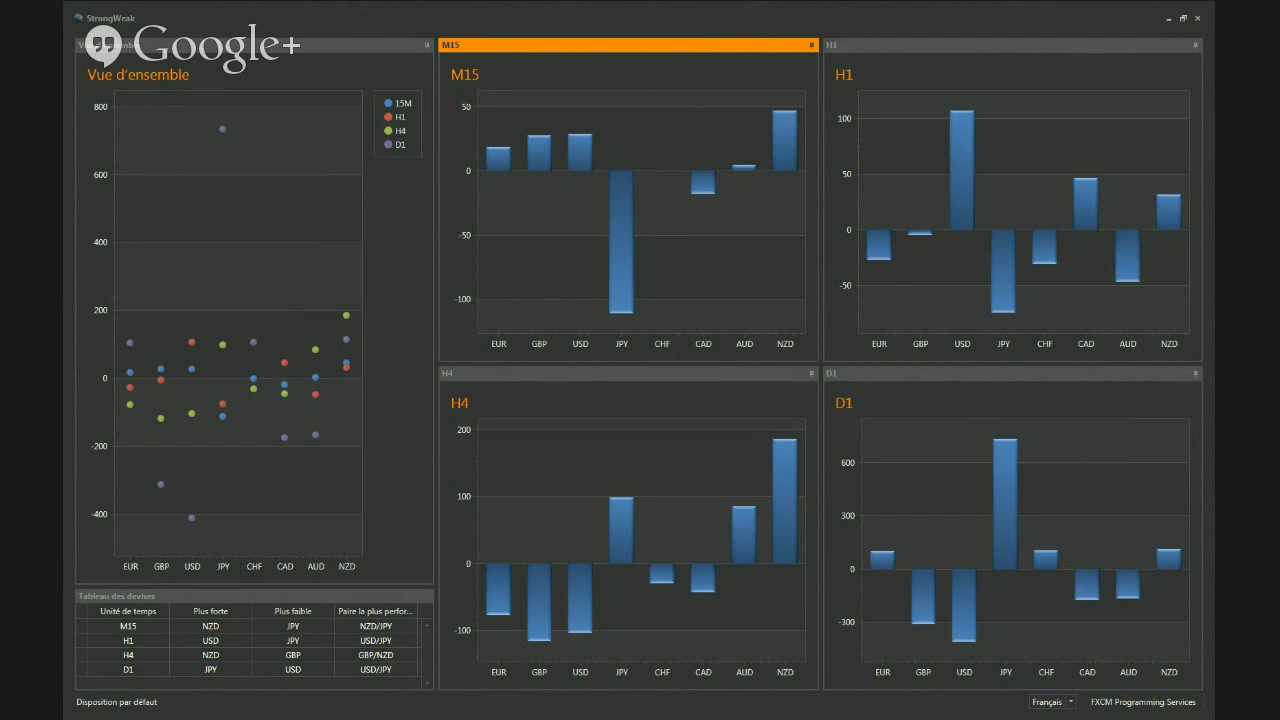 StrongWeak
Google+
Vue d'ensemble
800
600
400
200
0
-200
-400
EUR GBP USD JPY CHF CAD AUD NZD
15M
H1
H4
D1
M15
M15
50
0
-50
-100
EUR GBP USD JPY CHF CAD AUD NZD
H1
H1
100
50
0
-50
EUR GBP USD JPY CHF CAD AUD NZD
H4
H4
200
100
0
-100
EUR GBP USD JPY CHF CAD AUD NZD
D1
D1
600
300
0
-300
EUR GBP USD JPY CHF CAD AUD NZD
Tableau des devises
Unité de temps Plus forte Plus faible Paire la plus perfor...
M15 NZD JPY NZD/JPY
H1 USD JPY USD/JPY
H4 NZD GBP GBP/NZD
D1 JPY USD USD/JPY
Disposition par défaut
Français
FXCM Programming Services